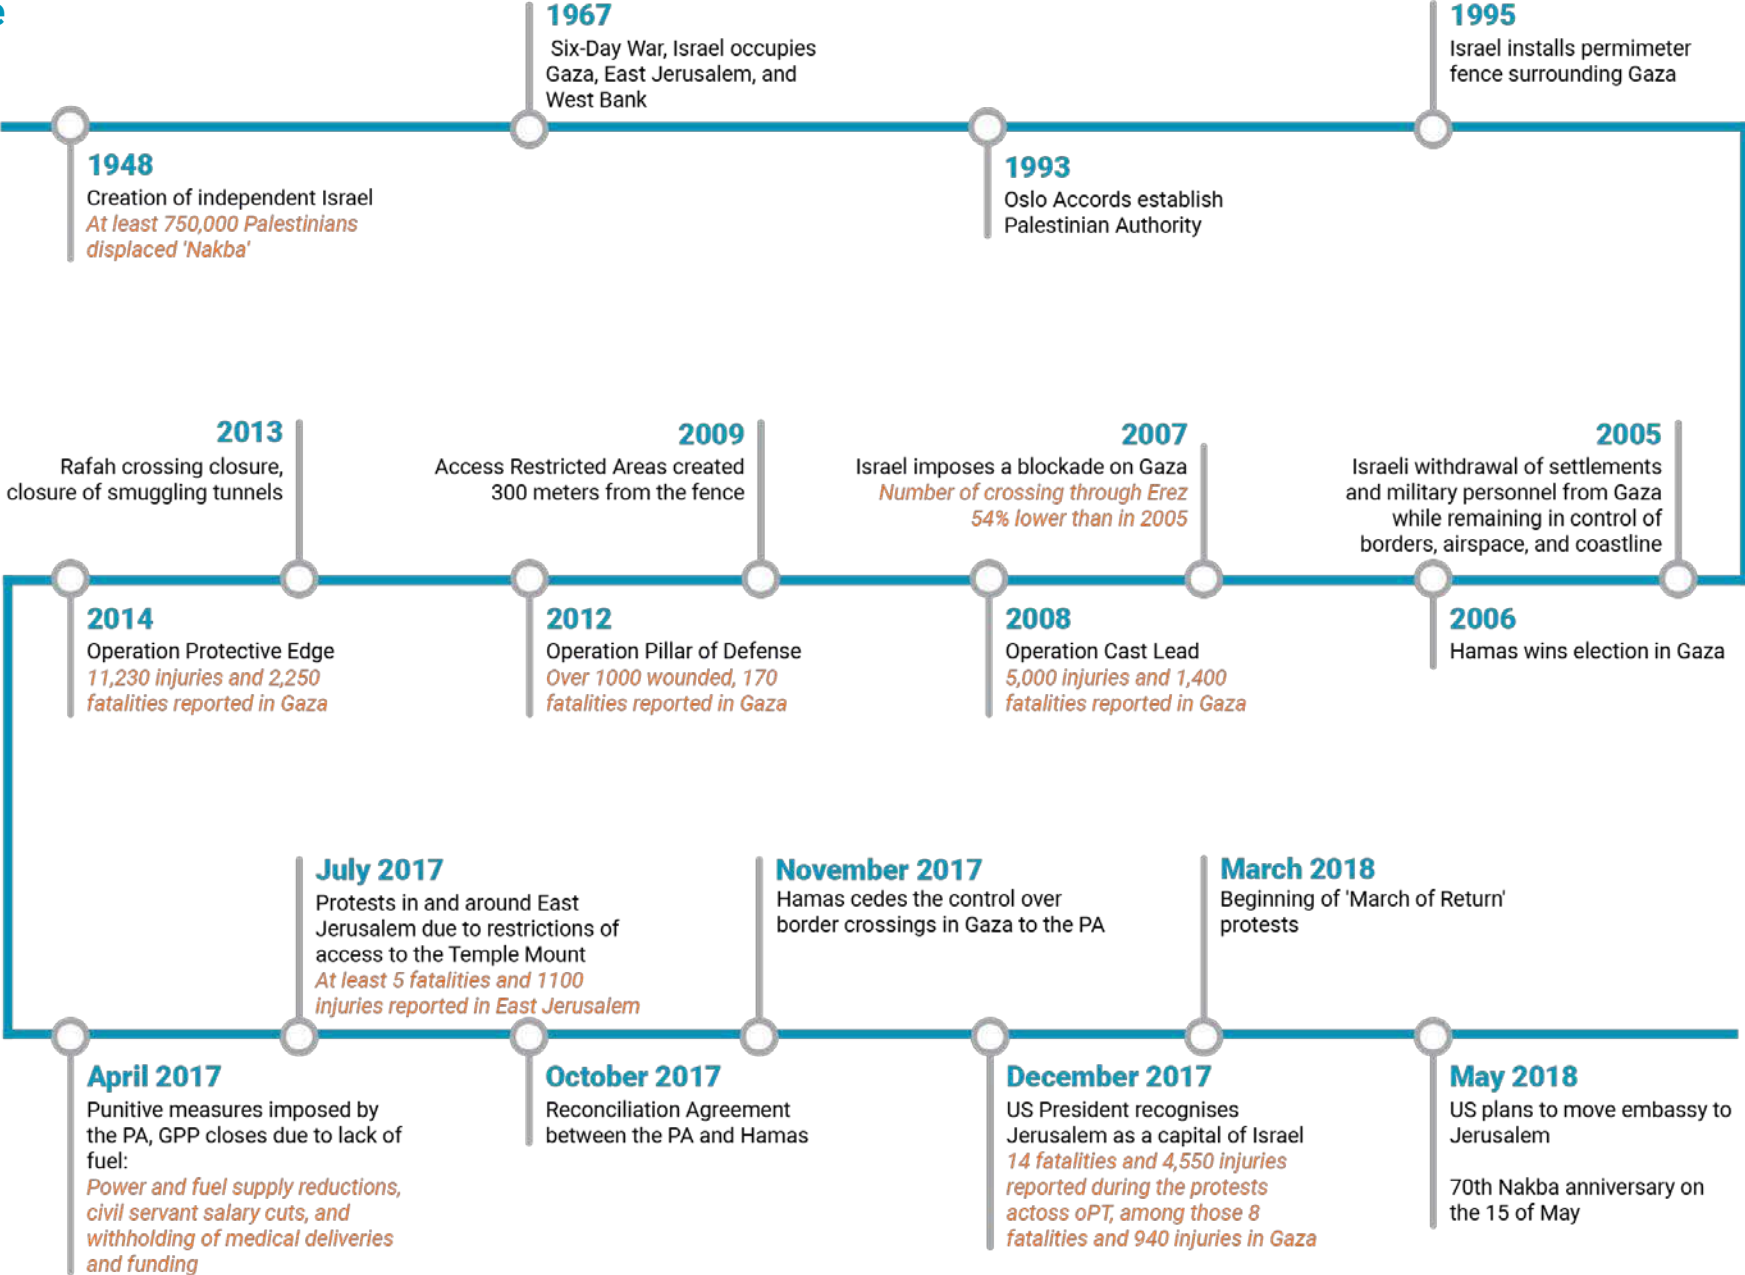 1967
Six-Day War, Israel occupies
Gaza, East Jerusalem, and
West Bank
1995
Israel installs permimeter
fence surrounding Gaza
1948
Creation of independent Israel
At least 750,000 Palestinians
displaced 'Nakba'
1993
Oslo Accords establish
Palestinian Authority
2013
Rafah crossing closure,
closure of smuggling tunnels
2009
Access Restricted Areas created
300 meters from the fence
2007
Israel imposes a blockade on Gaza
Number of crossing through Erez
54% lower than in 2005
2005
Israeli withdrawal of settlements
and military personnel from Gaza
while remaining in control of
borders, airspace, and coastline
2014
Operation Protective Edge
11,230 injuries and 2,250
fatalities reported in Gaza
2012
Operation Pillar of Defense
Over 1000 wounded, 170
fatalities reported in Gaza
2008
Operation Cast Lead
5,000 injuries and 1,400
fatalities reported in Gaza
2006
Hamas wins election in Gaza
July 2017
Protests in and around East
Jerusalem due to restrictions of
access to the Temple Mount
At least 5 fatalities and 1100
injuries reported in East Jerusalem
November 2017
Hamas cedes the control over
border crossings in Gaza to the PA
March 2018
Beginning of 'March of Return'
protests
April 2017
Punitive measures imposed by
the PA, GPP closes due to lack of
fuel:
Power and fuel supply reductions,
civil servant salary cuts, and
withholding of medical deliveries
and funding
October 2017
Reconciliation Agreement
between the PA and Hamas
December 2017
US President recognises
Jerusalem as a capital of Israel
14 fatalities and 4,550 injuries
reported during the protests
actoss oPT, among those 8
fatalities and 940 injuries in Gaza
May 2018
US plans to move embassy to
Jerusalem
70th Nakba anniversary on
the 15 of May